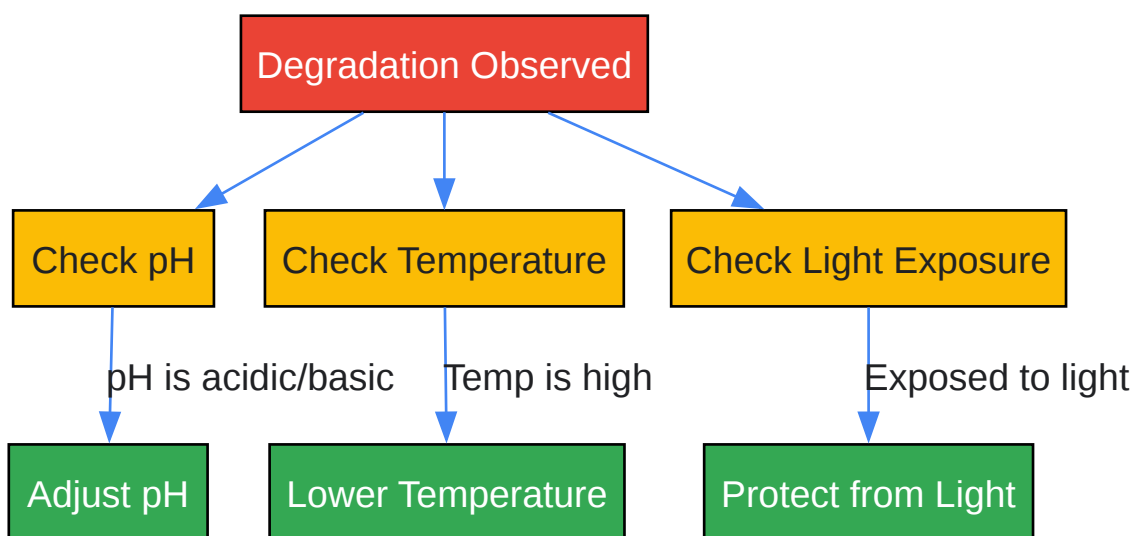 Degradation Observed
Check pH
Check Temperature
Check Light Exposure
pH is acidic/basic
Temp is high
Exposed to light
Adjust pH
Lower Temperature
Protect from Light